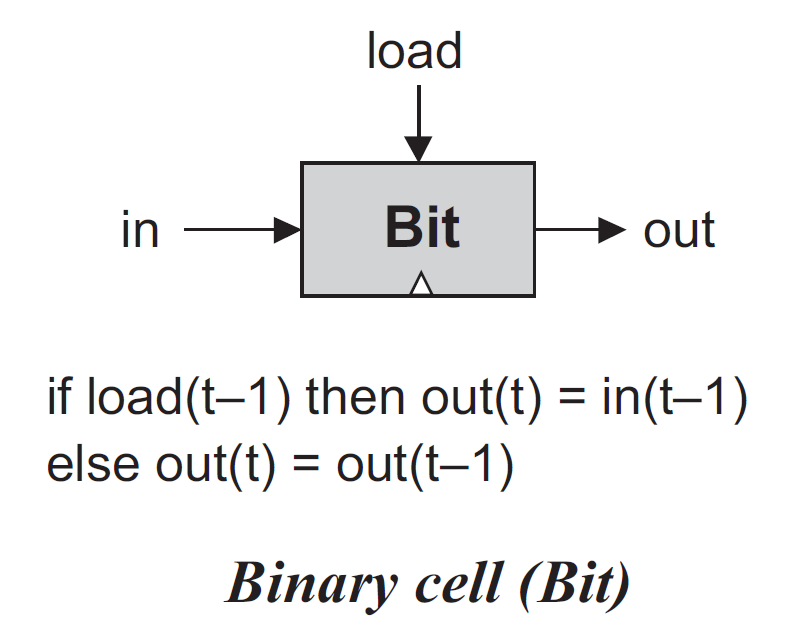 load
in
Bit
out
if load(t–1) then out(t) = in(t–1)
else out(t) = out(t–1)
Binary cell (Bit)